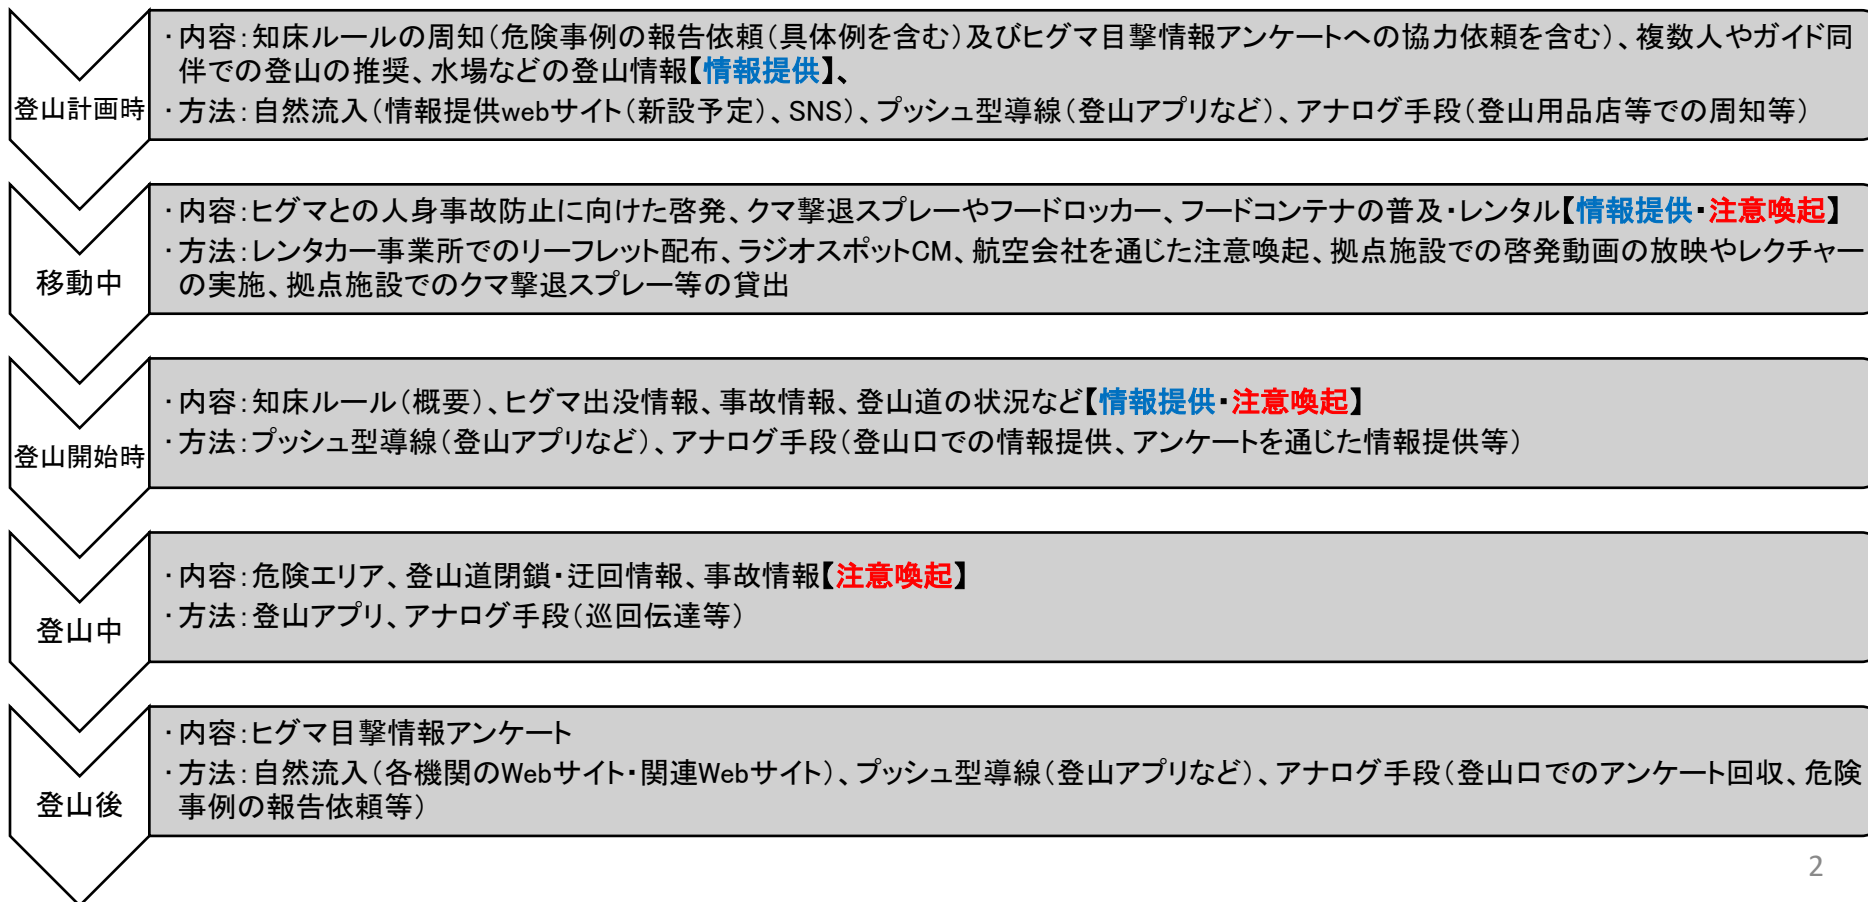 登山計画時
・内容：知床ルールの周知（危険事例の報告依頼（具体例を含む）及びヒグマ目撃情報アンケートへの協力依頼を含む）、複数人やガイド同
伴での登山の推奨、水場などの登山情報【情報提供】、
・方法：自然流入（情報提供webサイト（新設予定）、SNS）、プッシュ型導線（登山アプリなど）、アナログ手段（登山用品店等での周知等）
移動中
・内容：ヒグマとの人身事故防止に向けた啓発、クマ撃退スプレーやフードロッカー、フードコンテナの普及・レンタル【情報提供・注意喚起】
・方法：レンタカー事業所でのリーフレット配布、ラジオスポットCM、航空会社を通じた注意喚起、拠点施設での啓発動画の放映やレクチャー
の実施、拠点施設でのクマ撃退スプレー等の貸出
登山開始時
・内容：知床ルール（概要）、ヒグマ出没情報、事故情報、登山道の状況など【情報提供・注意喚起】
・方法：プッシュ型導線（登山アプリなど）、アナログ手段（登山口での情報提供、アンケートを通じた情報提供等）
登山中
・内容：危険エリア、登山道閉鎖・迂回情報、事故情報【注意喚起】
・方法：登山アプリ、アナログ手段（巡回伝達等）
登山後
・内容：ヒグマ目撃情報アンケート
・方法：自然流入（各機関のWebサイト・関連Webサイト）、プッシュ型導線（登山アプリなど）、アナログ手段（登山口でのアンケート回収、危険
事例の報告依頼等）
2